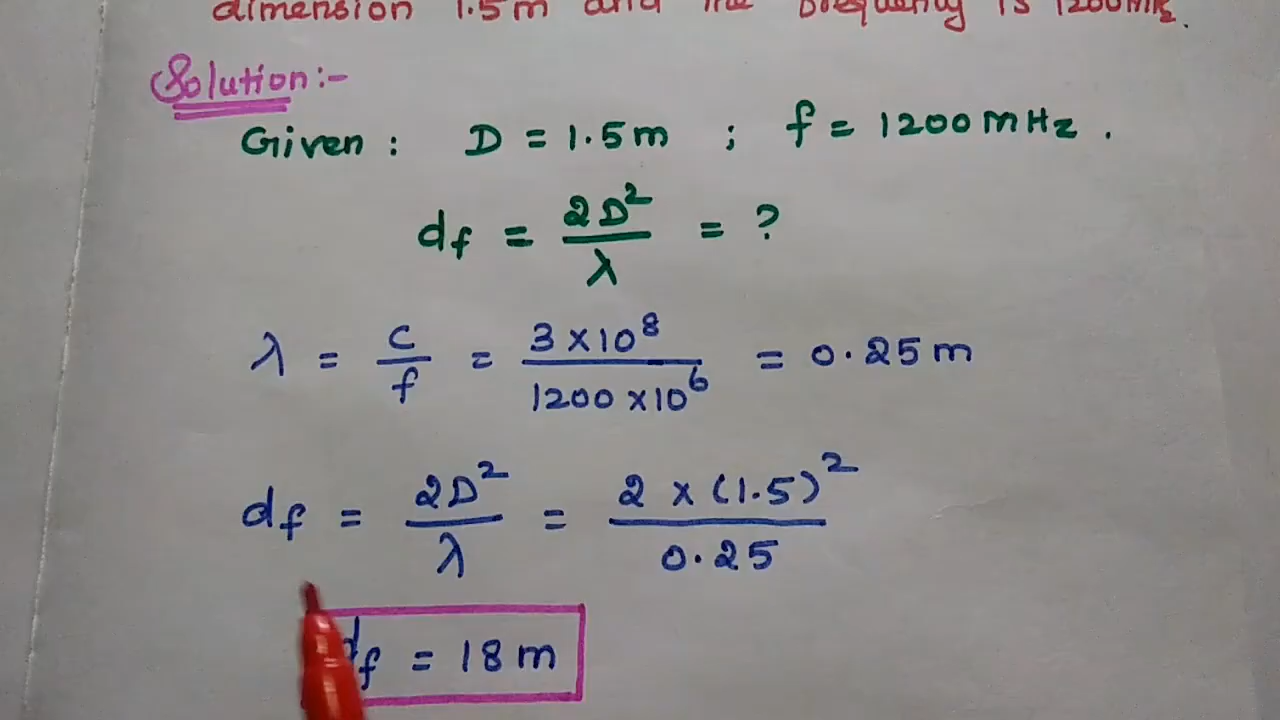 dimension 1.5m and the frequency is 1200MHz.
Solution:-
Given : D = 1.5m ; f = 1200 MHz .
df = 2D² / λ = ?
λ = c / f = 3 × 10⁸ / 1200 × 10⁶ = 0.25 m
df = 2D² / λ = 2 × (1.5)² / 0.25
df = 18 m